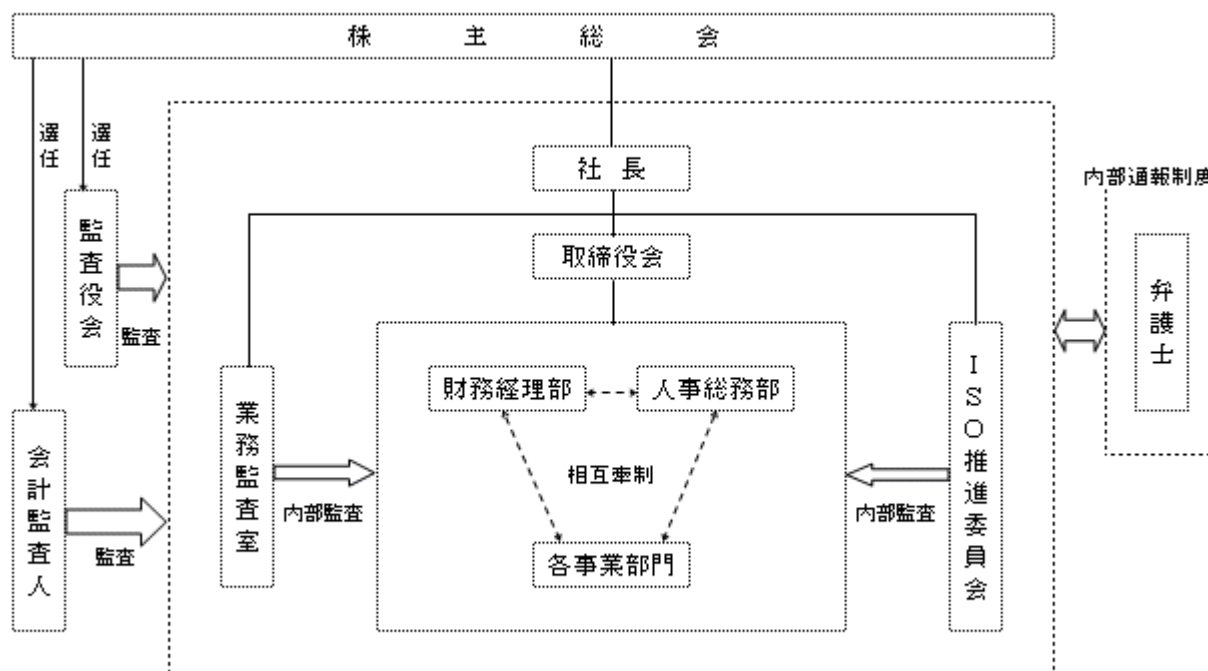 株主総会
選任
選任
社長
内部通報制度
監査役会
取締役会
弁護士
監査
ISO推進委員会
財務経理部
人事総務部
業務監査室
会計監査人
相互牽制
内部監査
内部監査
監査
各事業部門